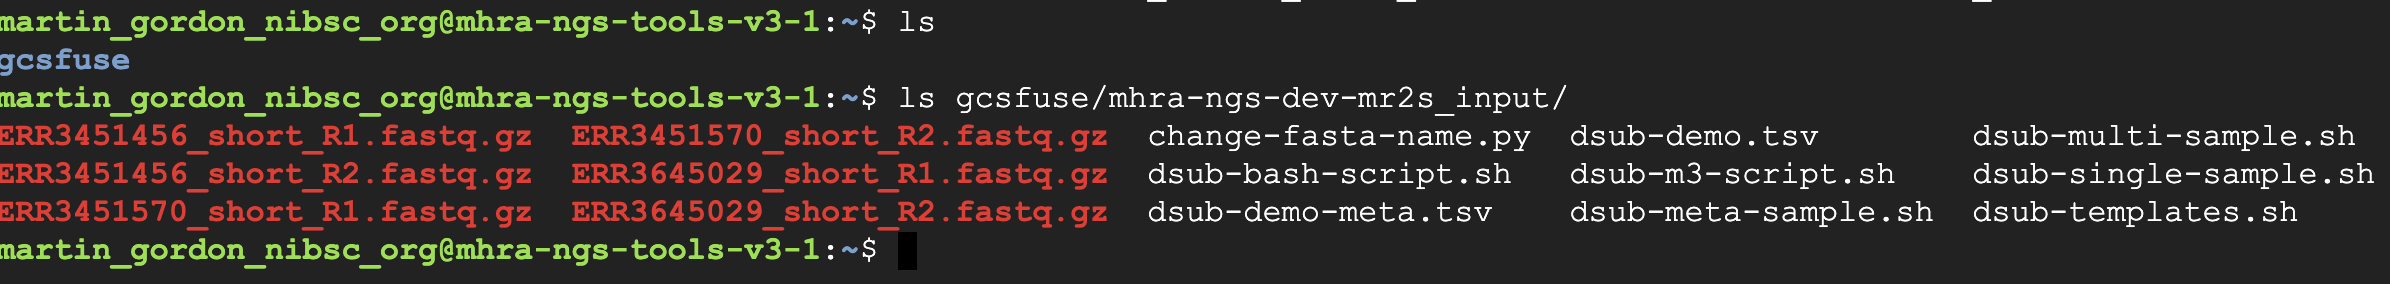 martin_gordon_nibsc_org@mhra-ngs-tools-v3-1:~$ ls
gcsfuse
martin_gordon_nibsc_org@mhra-ngs-tools-v3-1:~$ ls gcsfuse/mhra-ngs-dev-mr2s_input/
ERR3451456_short_R1.fastq.gz  ERR3451570_short_R2.fastq.gz  change-fasta-name.py  dsub-demo.tsv        dsub-multi-sample.sh
ERR3451456_short_R2.fastq.gz  ERR3645029_short_R1.fastq.gz  dsub-bash-script.sh   dsub-m3-script.sh    dsub-single-sample.sh
ERR3451570_short_R1.fastq.gz  ERR3645029_short_R2.fastq.gz  dsub-demo-meta.tsv    dsub-meta-sample.sh  dsub-templates.sh
martin_gordon_nibsc_org@mhra-ngs-tools-v3-1:~$